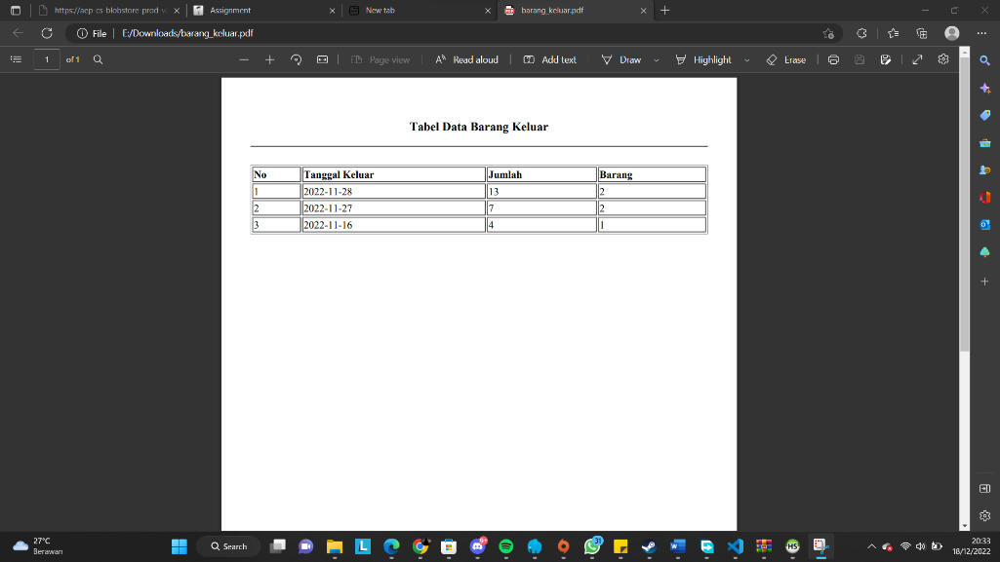 https://aep-cs-blobstore-prod-v
Assignment
New tab
barang_keluar.pdf
File
E:/Downloads/barang_keluar.pdf
1
of 1
Page view
Read aloud
Add text
Draw
Highlight
Erase
Tabel Data Barang Keluar
No Tanggal Keluar Jumlah Barang
1 2022-11-28 13 2
2 2022-11-27 7 2
3 2022-11-16 4 1
27°C
Berawan
Search
9+
31
20:33
18/12/2022